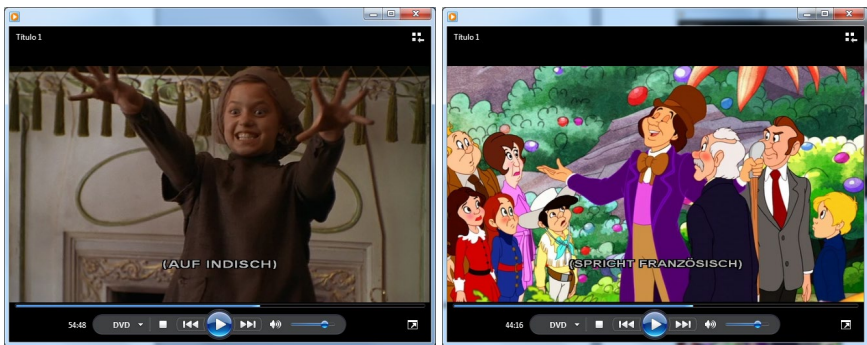 Título 1
(AUF INDISCH)
54:48
DVD
Título 1
(SPRICHT FRANZÖSISCH)
44:16
DVD